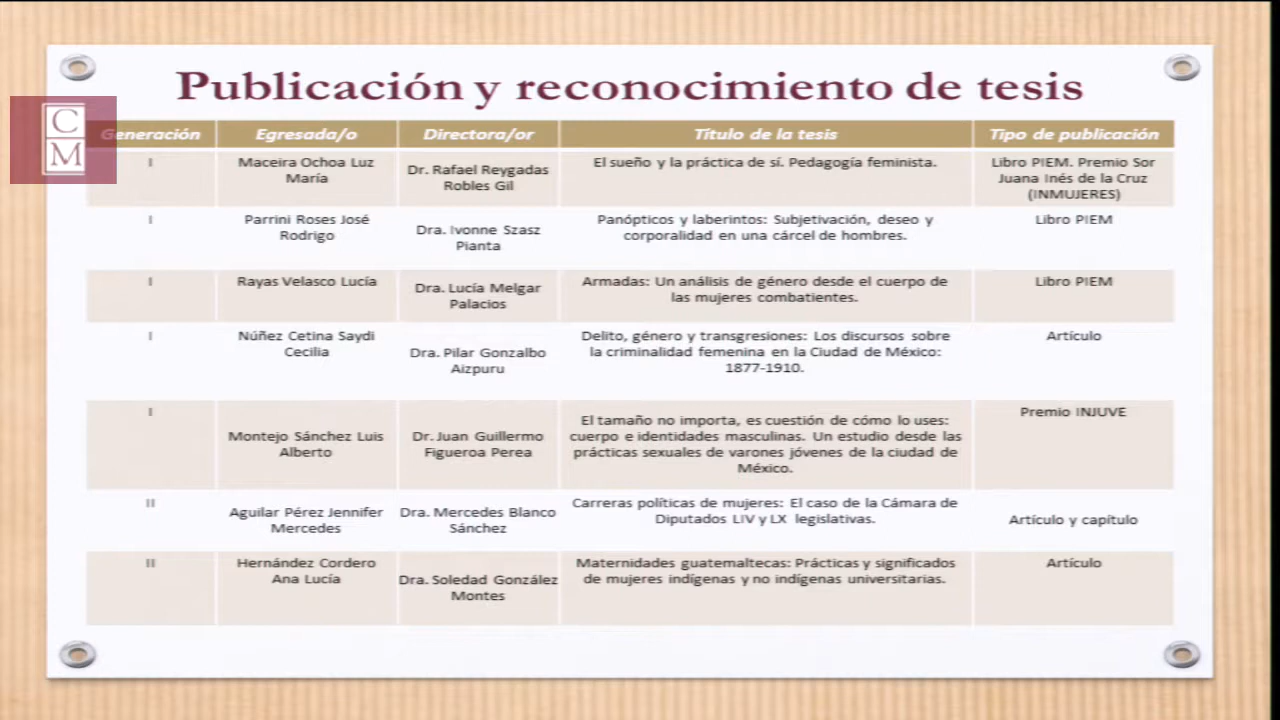 Publicación y reconocimiento de tesis
C
M
Generación Egresada/o Directora/or Título de la tesis Tipo de publicación
I
Maceira Ochoa Luz
María
Dr. Rafael Reygadas
Robles Gil
El sueño y la práctica de sí. Pedagogía feminista.
Libro PIEM. Premio Sor
Juana Inés de la Cruz
(INMUJERES)
I
Parrini Roses José
Rodrigo
Dra. Ivonne Szasz
Pianta
Panópticos y laberintos: Subjetivación, deseo y
corporalidad en una cárcel de hombres.
Libro PIEM
I
Rayas Velasco Lucía
Dra. Lucía Melgar
Palacios
Armadas: Un análisis de género desde el cuerpo de
las mujeres combatientes.
Libro PIEM
I
Núñez Cetina Saydi
Cecilia
Dra. Pilar Gonzalbo
Aizpuru
Delito, género y transgresiones: Los discursos sobre
la criminalidad femenina en la Ciudad de México:
1877-1910.
Artículo
I
Montejo Sánchez Luis
Alberto
Dr. Juan Guillermo
Figueroa Perea
El tamaño no importa, es cuestión de cómo lo uses:
cuerpo e identidades masculinas. Un estudio desde las
prácticas sexuales de varones jóvenes de la ciudad de
México.
Premio INJUVE
II
Aguilar Pérez Jennifer
Mercedes
Dra. Mercedes Blanco
Sánchez
Carreras políticas de mujeres: El caso de la Cámara de
Diputados LIV y LX legislativas.
Artículo y capítulo
II
Hernández Cordero
Ana Lucía
Dra. Soledad González
Montes
Maternidades guatemaltecas: Prácticas y significados
de mujeres indígenas y no indígenas universitarias.
Artículo